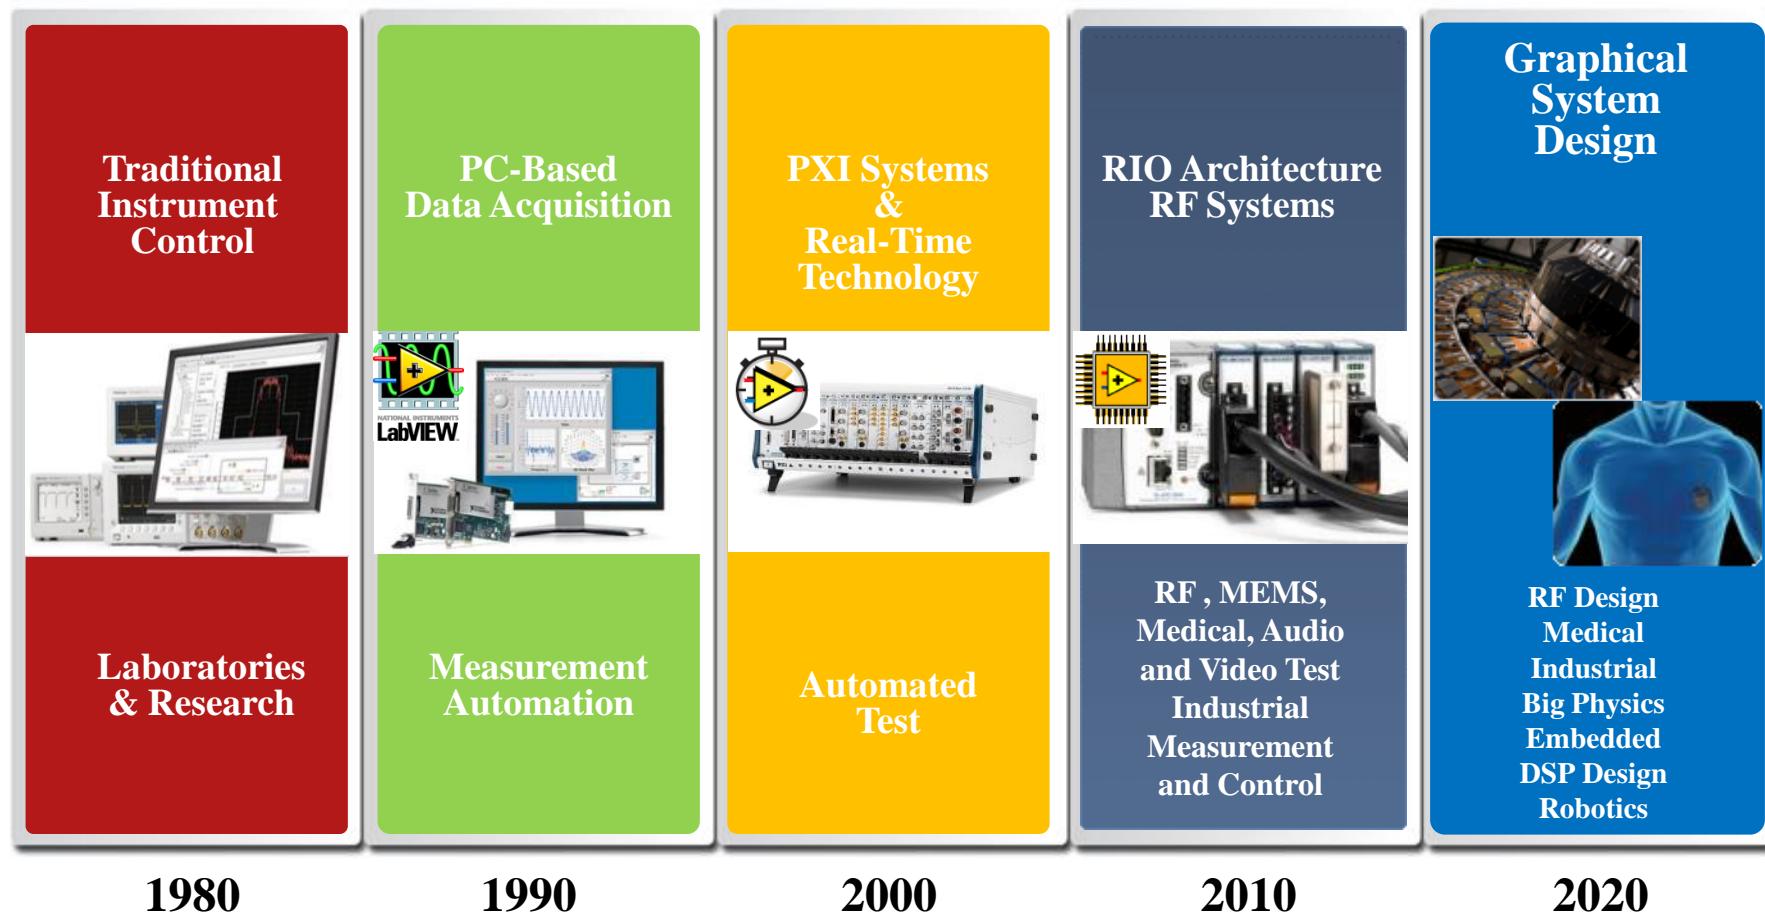 Traditional
Instrument
Control
Laboratories
& Research
1980
PC-Based
Data Acquisition
NATIONAL INSTRUMENTS
LabVIEW
Measurement
Automation
1990
PXI Systems
&
Real-Time
Technology
Automated
Test
2000
RIO Architecture
RF Systems
RF , MEMS,
Medical, Audio
and Video Test
Industrial
Measurement
and Control
2010
Graphical
System
Design
RF Design
Medical
Industrial
Big Physics
Embedded
DSP Design
Robotics
2020